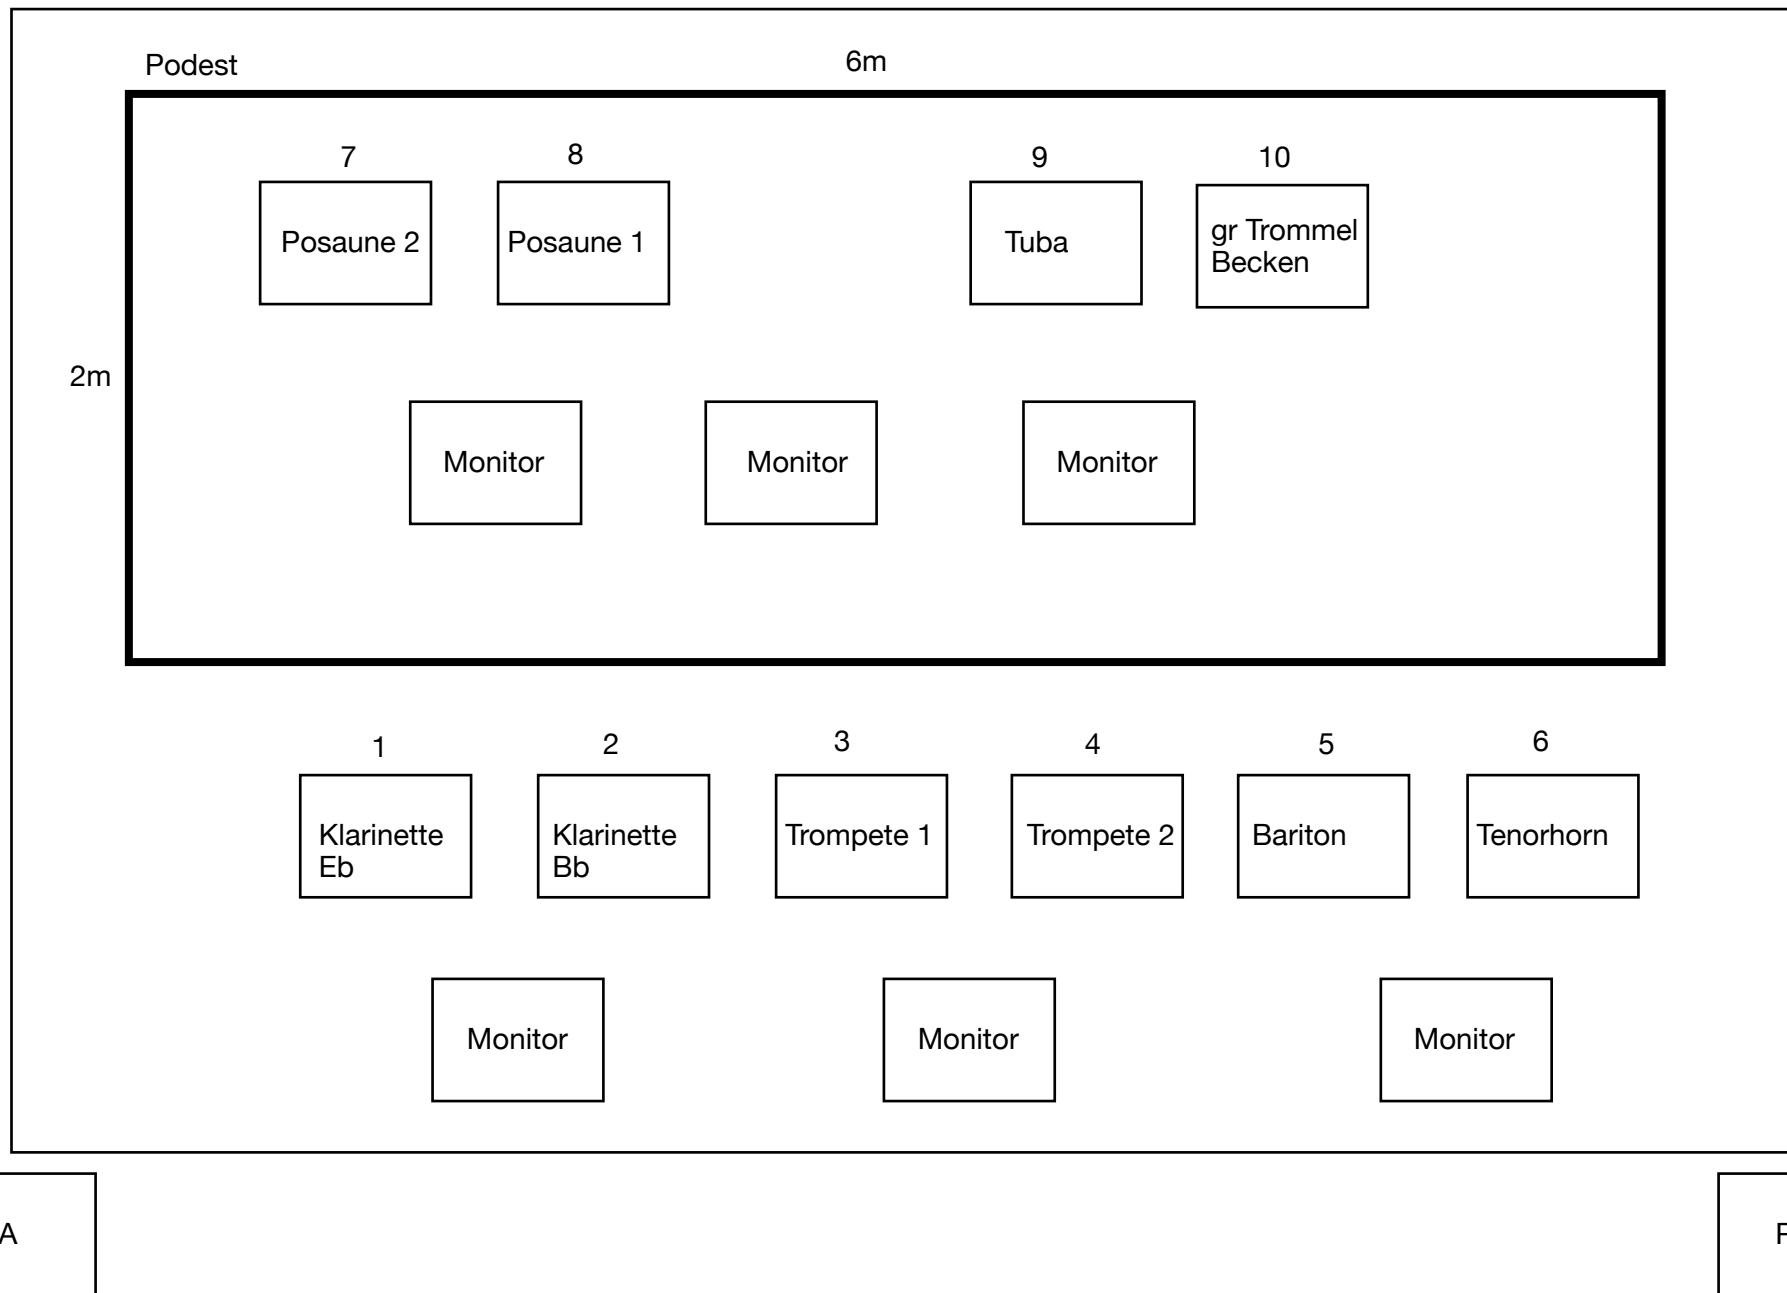 Podest
6m
7
8
9
10
Posaune 2
Posaune 1
Tuba
gr Trommel
Becken
2m
Monitor
Monitor
Monitor
1
2
3
4
5
6
Klarinette
Eb
Klarinette
Bb
Trompete 1
Trompete 2
Bariton
Tenorhorn
Monitor
Monitor
Monitor
A
P